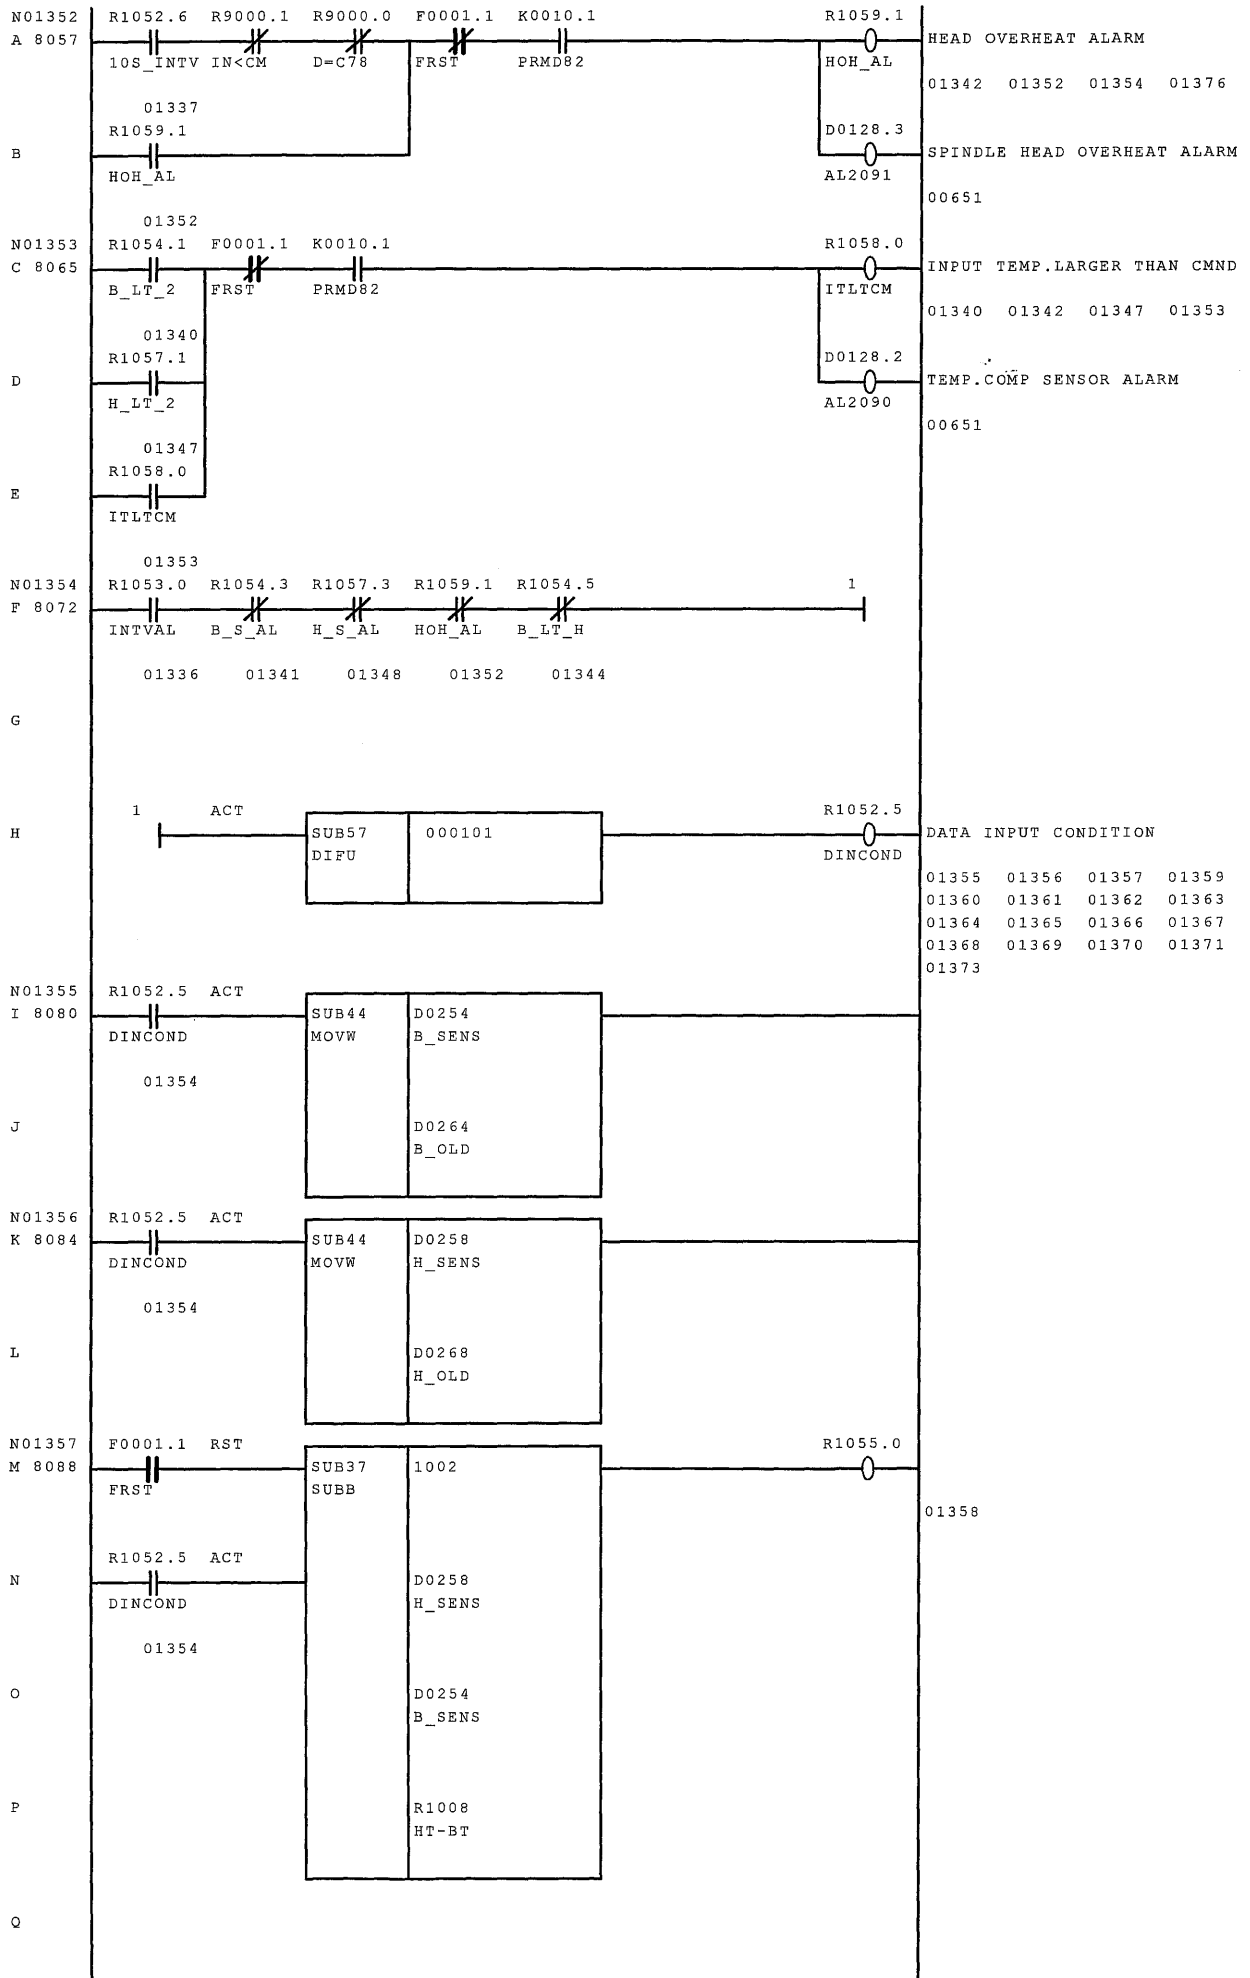 N01352 R1052.6 R9000.1 R9000.0 F0001.1 K0010.1 R1059.1
A 8057 HEAD OVERHEAT ALARM
10S_INTV IN<CM D=C78 FRST PRMD82 HOH_AL
01342 01352 01354 01376
01337
R1059.1 D0128.3
B SPINDLE HEAD OVERHEAT ALARM
HOH_AL AL2091
00651
01352
N01353 R1054.1 F0001.1 K0010.1 R1058.0
C 8065 INPUT TEMP.LARGER THAN CMND
B_LT_2 FRST PRMD82 ITLTCM
01340 01342 01347 01353
01340
R1057.1 D0128.2
D TEMP.COMP SENSOR ALARM
H_LT_2 AL2090
00651
01347
R1058.0
E
ITLTCM
01353
N01354 R1053.0 R1054.3 R1057.3 R1059.1 R1054.5 1
F 8072
INTVAL B_S_AL H_S_AL HOH_AL B_LT_H
01336 01341 01348 01352 01344
G
1 ACT R1052.5
H SUB57 000101 DATA INPUT CONDITION
DIFU DINCOND
01355 01356 01357 01359
01360 01361 01362 01363
01364 01365 01366 01367
01368 01369 01370 01371
01373
N01355 R1052.5 ACT
I 8080 SUB44 D0254
DINCOND MOVW B_SENS
01354
J D0264
B_OLD
N01356 R1052.5 ACT
K 8084 SUB44 D0258
DINCOND MOVW H_SENS
01354
L D0268
H_OLD
N01357 F0001.1 RST R1055.0
M 8088 SUB37 1002
FRST SUBB
01358
R1052.5 ACT
N D0258
DINCOND H_SENS
01354
O D0254
B_SENS
P R1008
HT-BT
Q